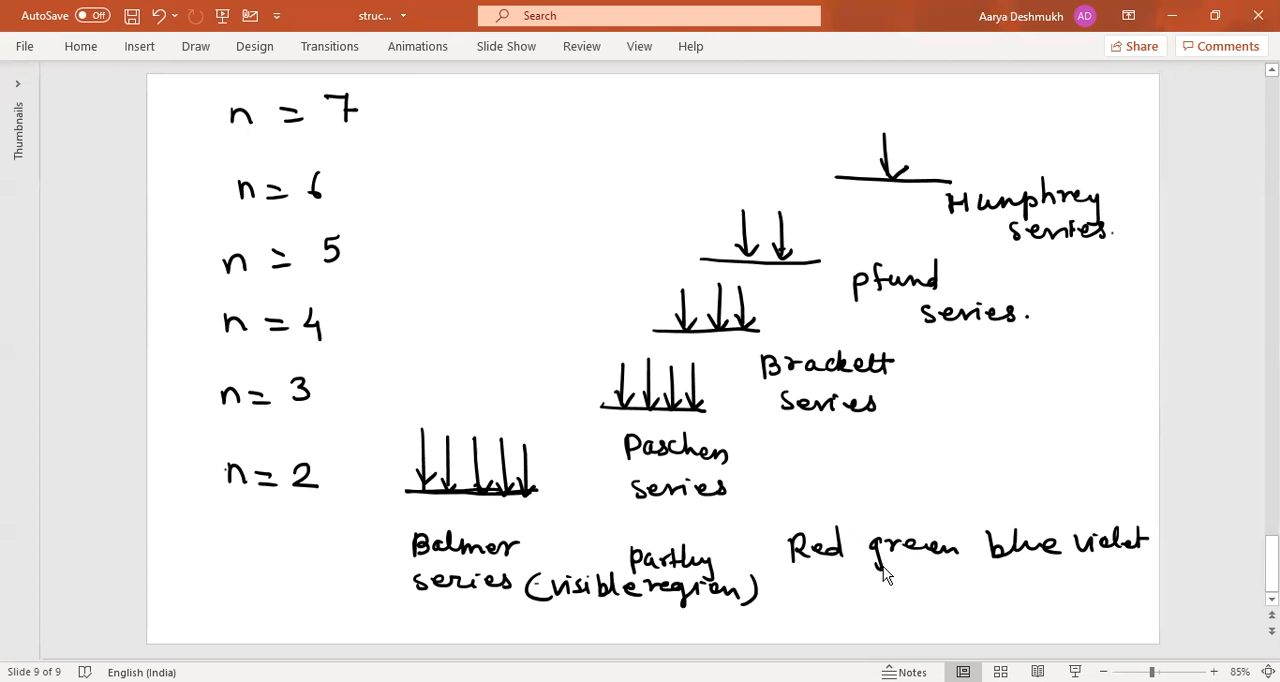 AutoSave Off struc... Search Aarya Deshmukh AD
File Home Insert Draw Design Transitions Animations Slide Show Review View Help Share Comments
Thumbnails
n = 7
n = 6
Humphrey
series.
n = 5
pfund
series.
n = 4
Brackett
series
n = 3
Paschen
series
n = 2
Balmer
series (visible region)
Partly
Red green blue violet
Slide 9 of 9 English (India) Notes 85%